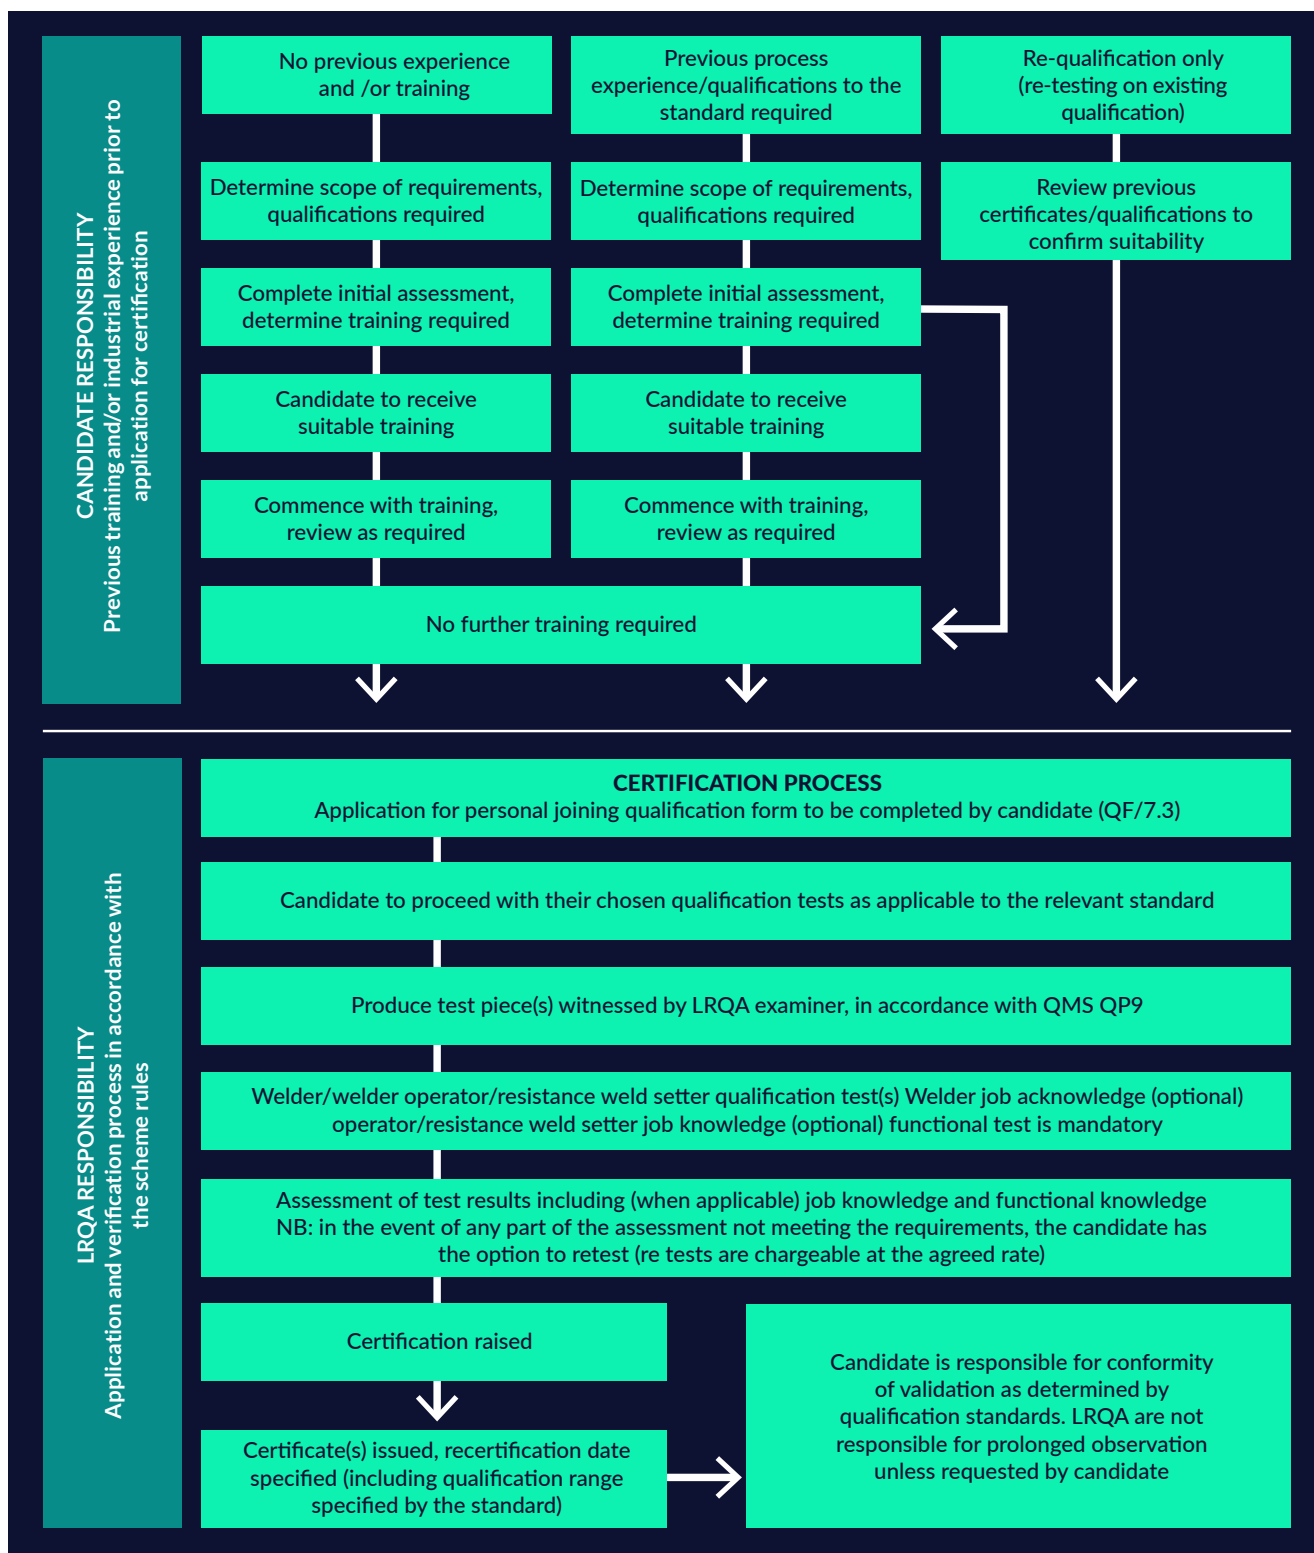 CANDIDATE RESPONSIBILITY
Previous training and/or industrial experience prior to
application for certification
No previous experience
and /or training
Determine scope of requirements,
qualifications required
Complete initial assessment,
determine training required
Candidate to receive
suitable training
Commence with training,
review as required
Previous process
experience/qualifications to the
standard required
Determine scope of requirements,
qualifications required
Complete initial assessment,
determine training required
Candidate to receive
suitable training
Commence with training,
review as required
Re-qualification only
(re-testing on existing
qualification)
Review previous
certificates/qualifications to
confirm suitability
No further training required
LRQA RESPONSIBILITY
Application and verification process in accordance with
the scheme rules
CERTIFICATION PROCESS
Application for personal joining qualification form to be completed by candidate (QF/7.3)
Candidate to proceed with their chosen qualification tests as applicable to the relevant standard
Produce test piece(s) witnessed by LRQA examiner, in accordance with QMS QP9
Welder/welder operator/resistance weld setter qualification test(s) Welder job acknowledge (optional)
operator/resistance weld setter job knowledge (optional) functional test is mandatory
Assessment of test results including (when applicable) job knowledge and functional knowledge
NB: in the event of any part of the assessment not meeting the requirements, the candidate has
the option to retest (re tests are chargeable at the agreed rate)
Certification raised
Certificate(s) issued, recertification date
specified (including qualification range
specified by the standard)
Candidate is responsible for conformity
of validation as determined by
qualification standards. LRQA are not
responsible for prolonged observation
unless requested by candidate